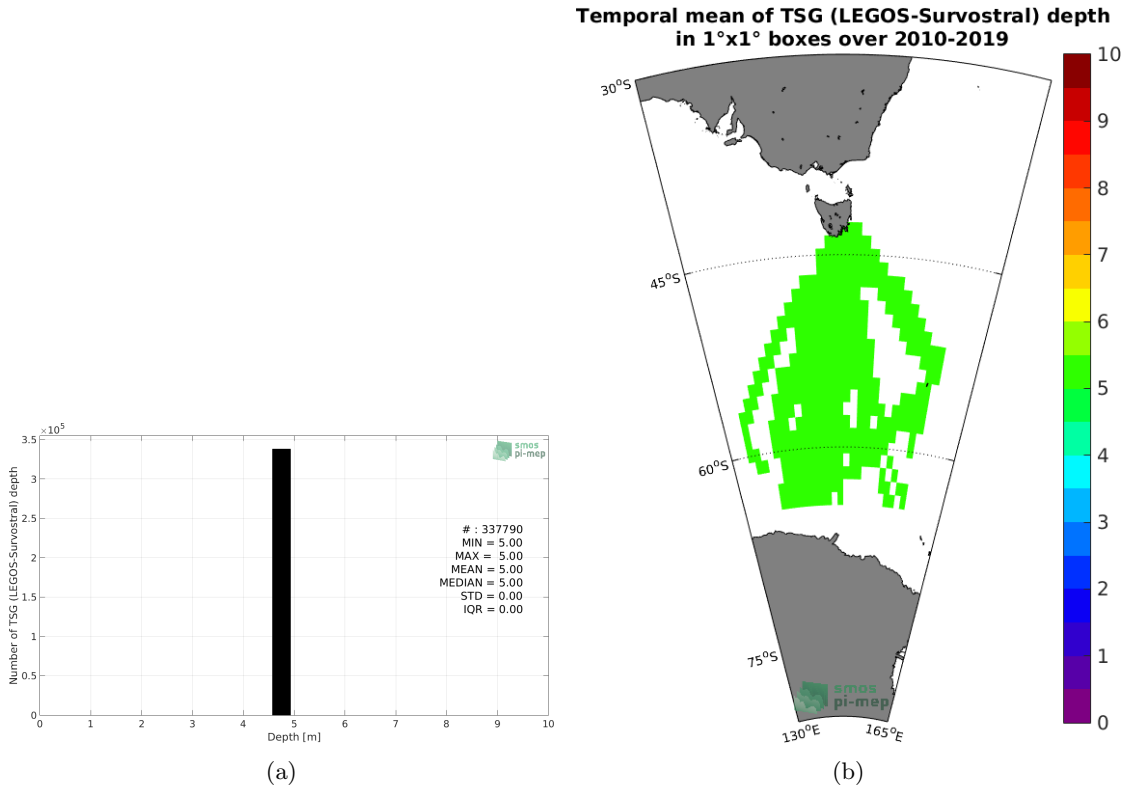 Temporal mean of TSG (LEGOS-Survostral) depth
in 1°x1° boxes over 2010-2019
30°S
45°S
60°S
75°S
130°E
165°E
10
9
8
7
6
5
4
3
2
1
0
smos
pi-mep
×10⁵
3.5
3
2.5
2
1.5
1
0.5
0
Number of TSG (LEGOS-Survostral) depth
smos
pi-mep
# : 337790
MIN = 5.00
MAX = 5.00
MEAN = 5.00
MEDIAN = 5.00
STD = 0.00
IQR = 0.00
0 1 2 3 4 5 6 7 8 9 10
Depth [m]
(a)
(b)